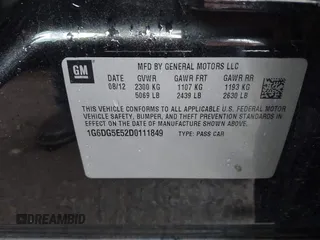 GM
MFD BY GENERAL MOTORS LLC
DATE GVWR GAWR FRT GAWR RR
08/12 2300 KG 1107 KG 1193 KG
5069 LB 2439 LB 2630 LB
THIS VEHICLE CONFORMS TO ALL APPLICABLE U.S. FEDERAL MOTOR
VEHICLE SAFETY, BUMPER, AND THEFT PREVENTION STANDARDS
IN EFFECT ON THE DATE OF MANUFACTURE SHOWN ABOVE.
1G6DG5E52D0111849 TYPE: PASS CAR
DREAMBID